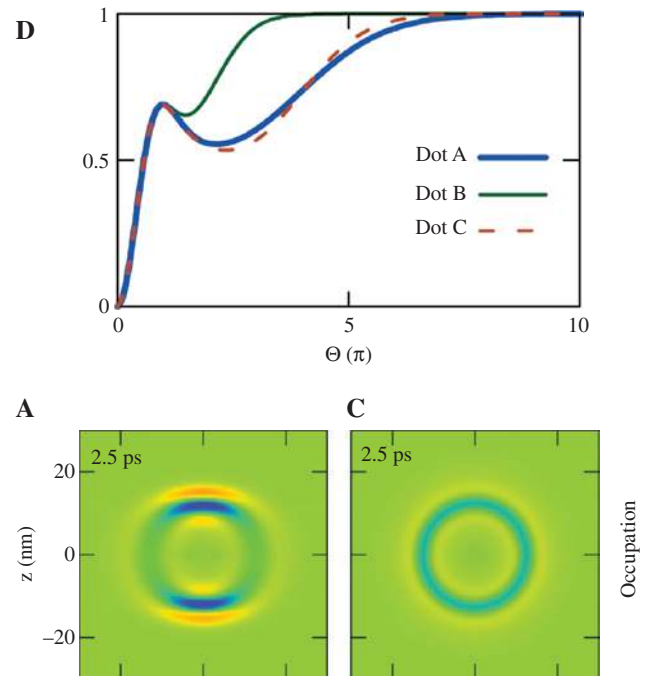 D
1
0.5
0
Dot A
Dot B
Dot C
0
5
10
Θ (π)
A
C
2.5 ps
2.5 ps
20
0
−20
z (nm)
Occupation